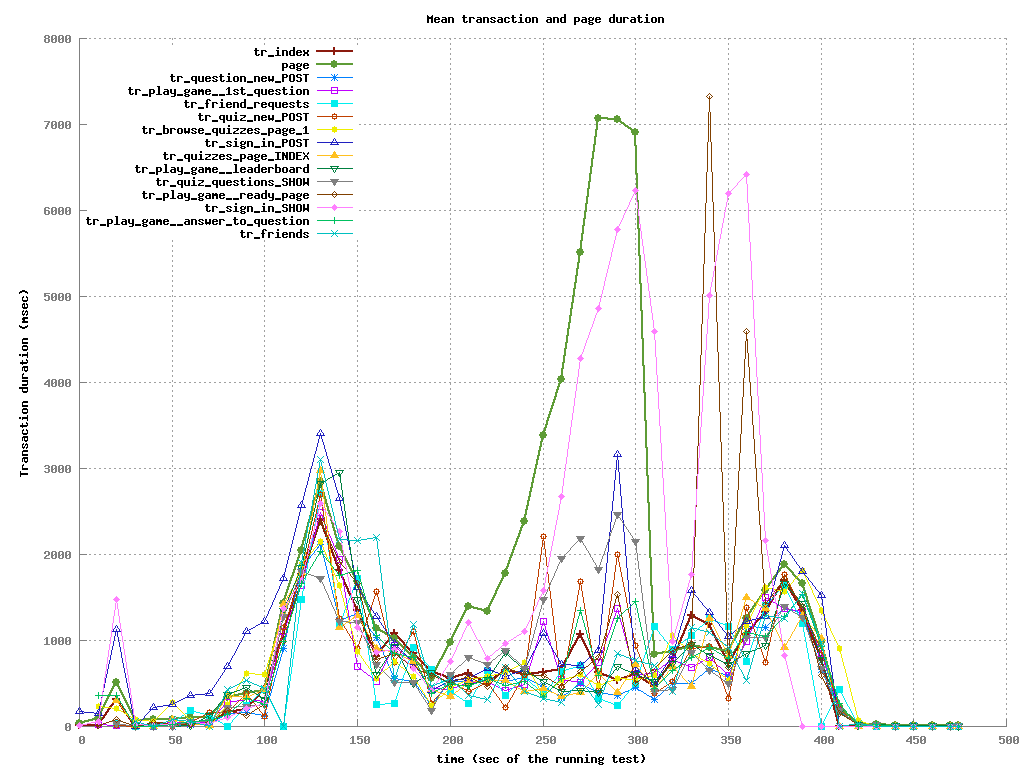 Mean transaction and page duration
8000
7000
6000
5000
4000
3000
2000
1000
0
Transaction duration (msec)
tr_index
page
tr_question_new_POST
tr_play_game__1st_question
tr_friend_requests
tr_quiz_new_POST
tr_browse_quizzes_page_1
tr_sign_in_POST
tr_quizzes_page_INDEX
tr_play_game__leaderboard
tr_quiz_questions_SHOW
tr_play_game__ready_page
tr_sign_in_SHOW
tr_play_game__answer_to_question
tr_friends
0 50 100 150 200 250 300 350 400 450 500
time (sec of the running test)